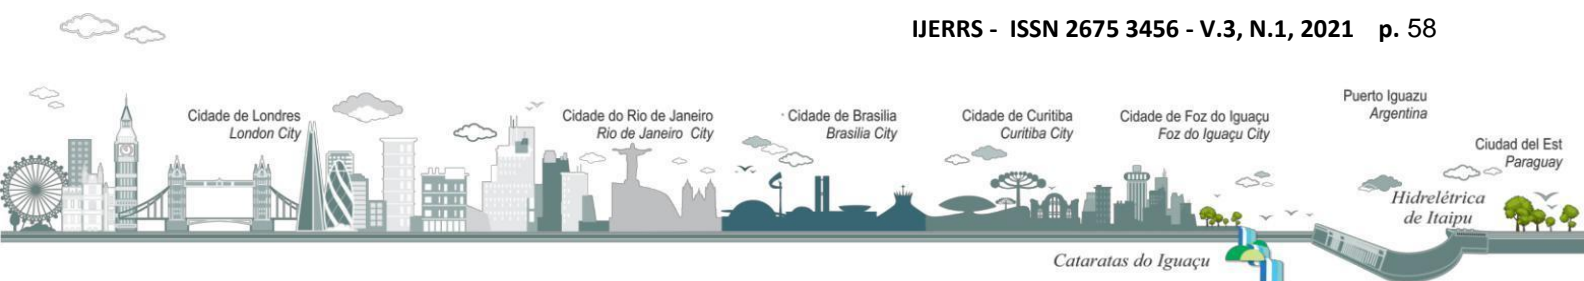 IJERRS - ISSN 2675 3456 - V.3, N.1, 2021 p. 58
Cidade de Londres
London City
Cidade do Rio de Janeiro
Rio de Janeiro City
Cidade de Brasilia
Brasilia City
Cidade de Curitiba
Curitiba City
Cidade de Foz do Iguaçu
Foz do Iguaçu City
Puerto Iguazu
Argentina
Ciudad del Est
Paraguay
Hidrelétrica
de Itaipu
Cataratas do Iguaçu